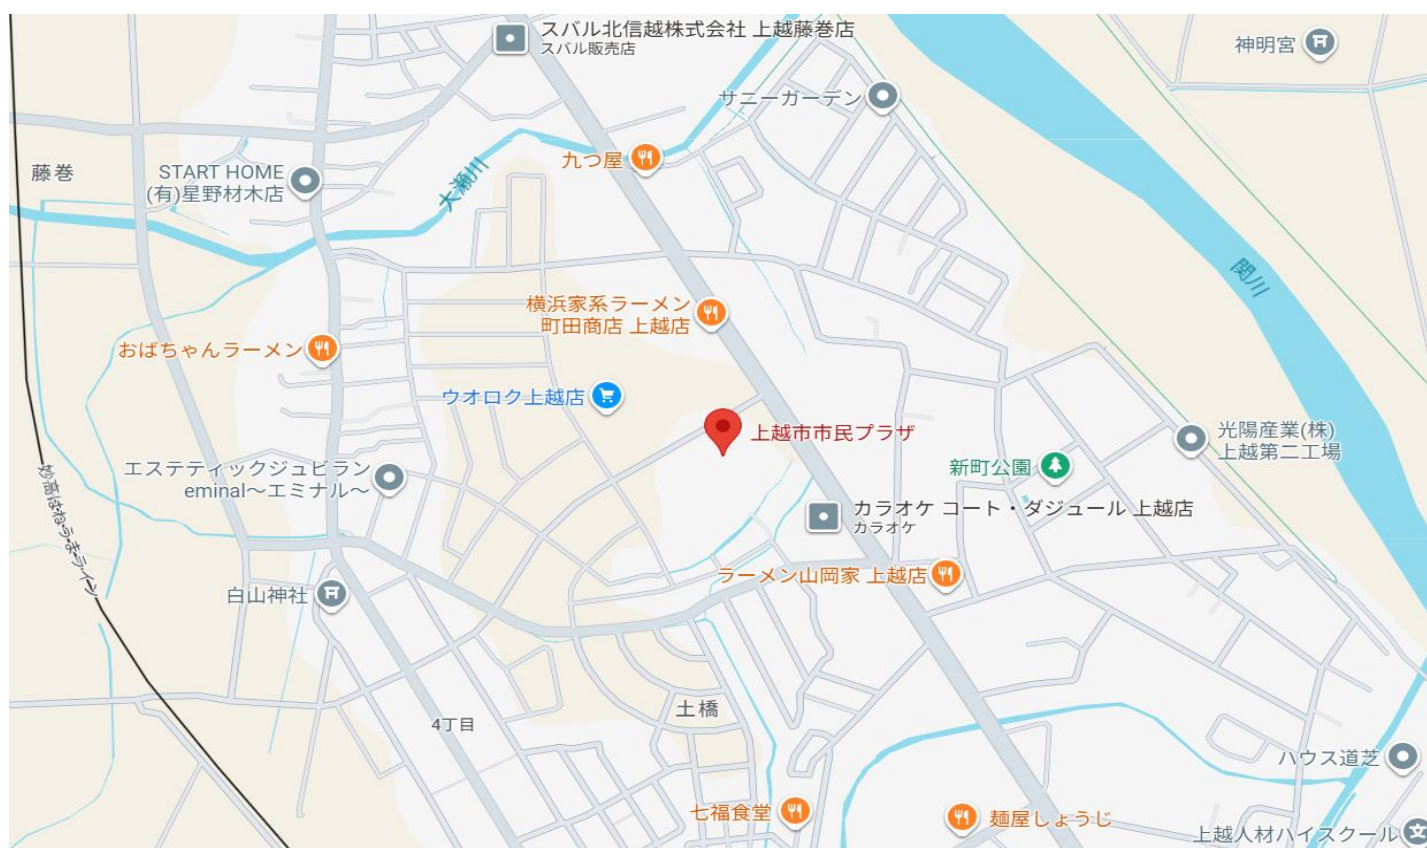 スバル北信越株式会社 上越藤巻店
スバル販売店
神明宮
サニーガーデン
九つ屋
藤巻
START HOME
(有)星野材木店
大瀬川
関川
横浜家系ラーメン
町田商店 上越店
おばちゃんラーメン
ウオロク上越店
上越市市民プラザ
光陽産業(株)
上越第二工場
新町公園
エステティックジュビラン
eminal～エミナル～
妙高はねうまライン
カラオケ コート・ダジュール 上越店
カラオケ
ラーメン山岡家 上越店
白山神社
土橋
4丁目
ハウス道芝
七福食堂
麺屋しょうじ
上越人材ハイスクール